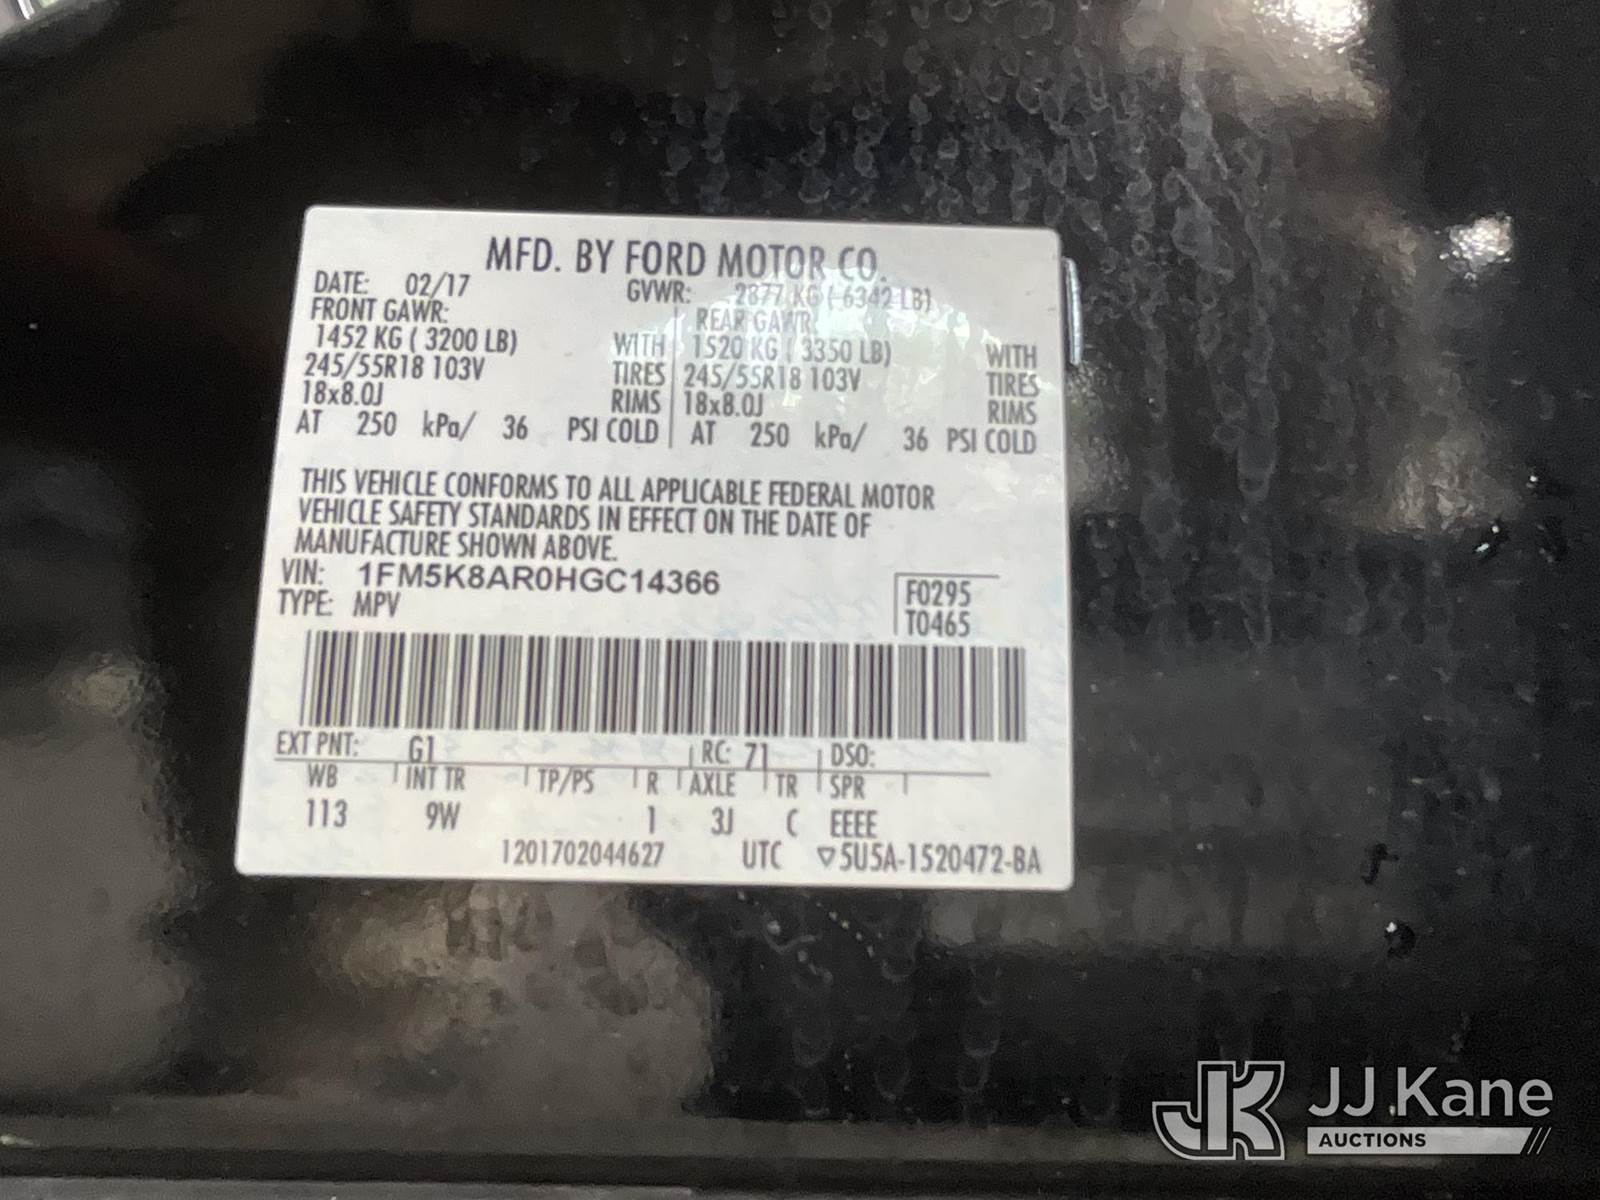 MFD. BY FORD MOTOR CO.
DATE: 02/17 GVWR: 2877 KG ( 6342 LB)
FRONT GAWR: REAR GAWR:
1452 KG ( 3200 LB) WITH 1520 KG ( 3350 LB) WITH
245/55R18 103V TIRES 245/55R18 103V TIRES
18x8.0J RIMS 18x8.0J RIMS
AT 250 kPa/ 36 PSI COLD AT 250 kPa/ 36 PSI COLD
THIS VEHICLE CONFORMS TO ALL APPLICABLE FEDERAL MOTOR
VEHICLE SAFETY STANDARDS IN EFFECT ON THE DATE OF
MANUFACTURE SHOWN ABOVE.
VIN: 1FM5K8AR0HGC14366 F0295
TYPE: MPV T0465
EXT PNT: G1 RC: 71 DSO:
WB INT TR TP/PS R AXLE TR SPR
113 9W 1 3J C EEEE
1201702044627 UTC ▽5U5A-1520472-BA
JK JJ Kane
AUCTIONS